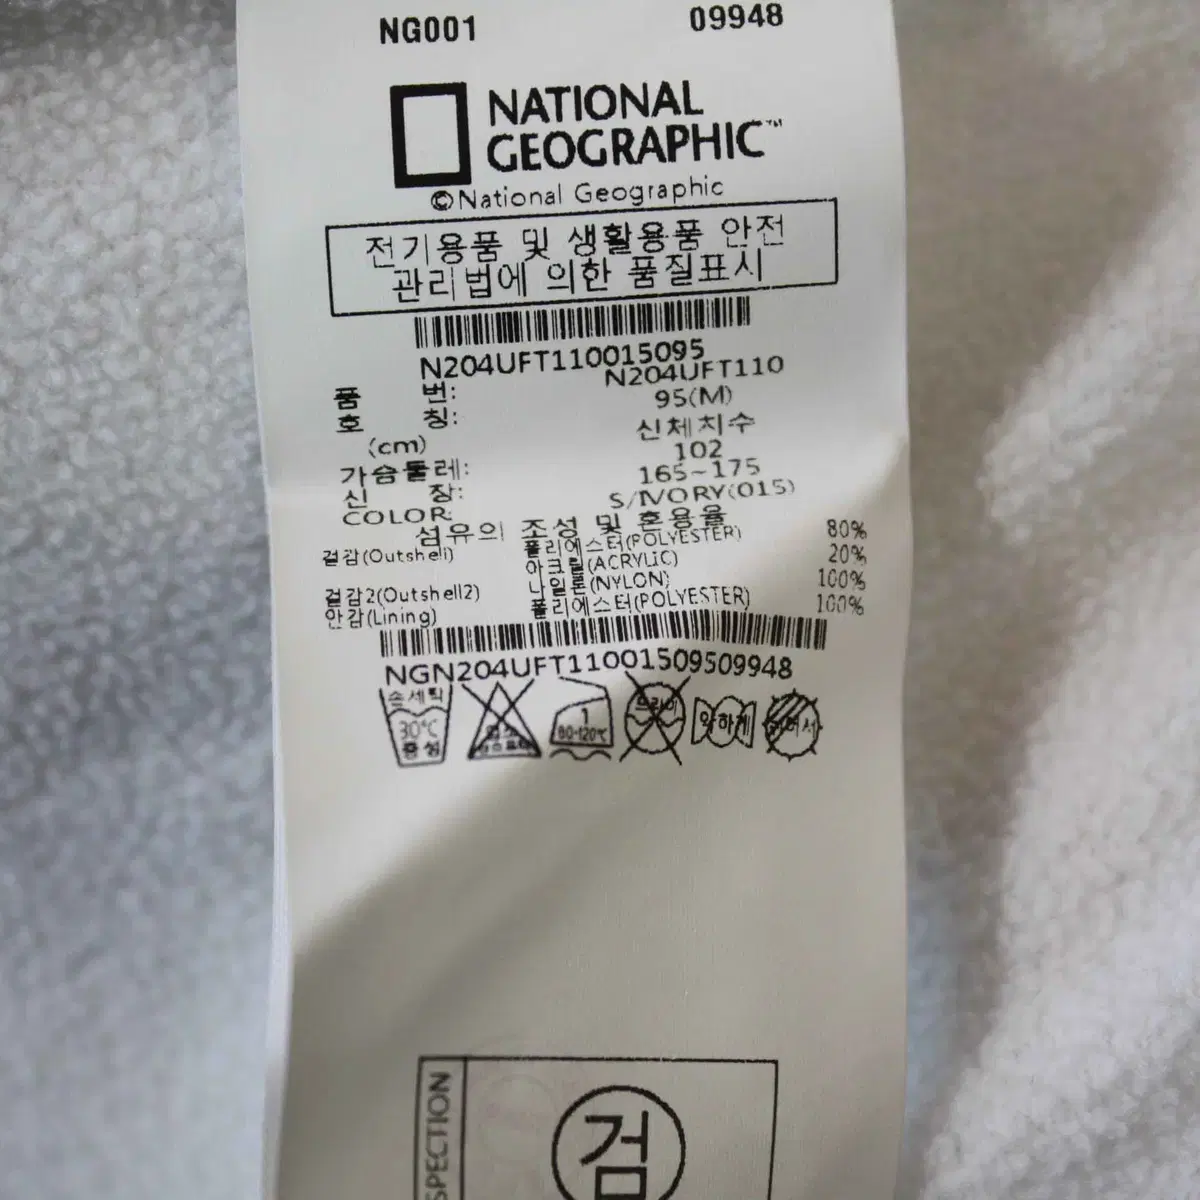 NG001 09948
NATIONAL
GEOGRAPHIC™
©National Geographic
전기용품 및 생활용품 안전
관리법에 의한 품질표시
N204UFT110015095
품 번: N204UFT110
호 칭: 95(M)
(cm) 신체치수
가슴둘레: 102
신 장: 165~175
COLOR: S/IVORY(015)
섬유의 조성 및 혼용율
겉감(Outshell) 폴리에스터(POLYESTER) 80%
아크릴(ACRYLIC) 20%
겉감2(Outshell2) 나일론(NYLON) 100%
안감(Lining) 폴리에스터(POLYESTER) 100%
NGN204UFT11001509509948
손세탁
30°C
중성
1
80-120℃
드라이
약하게
SPECTION
검